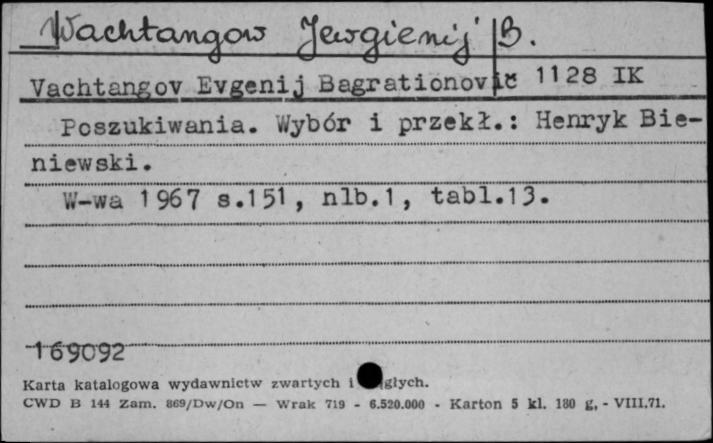 Wachtangow Jewgienij B.
Vachtangov Evgenij Bagrationovič 1128 IK
Poszukiwania. Wybór i przekł.: Henryk Bie-
niewski.
W-wa 1967 s.151, nlb.1, tabl.13.
169092
Karta katalogowa wydawnictw zwartych i głych.
CWD B 144 Zam. 869/Dw/On — Wrak 719 - 6.520.000 - Karton 5 kl. 180 g, - VIII.71.